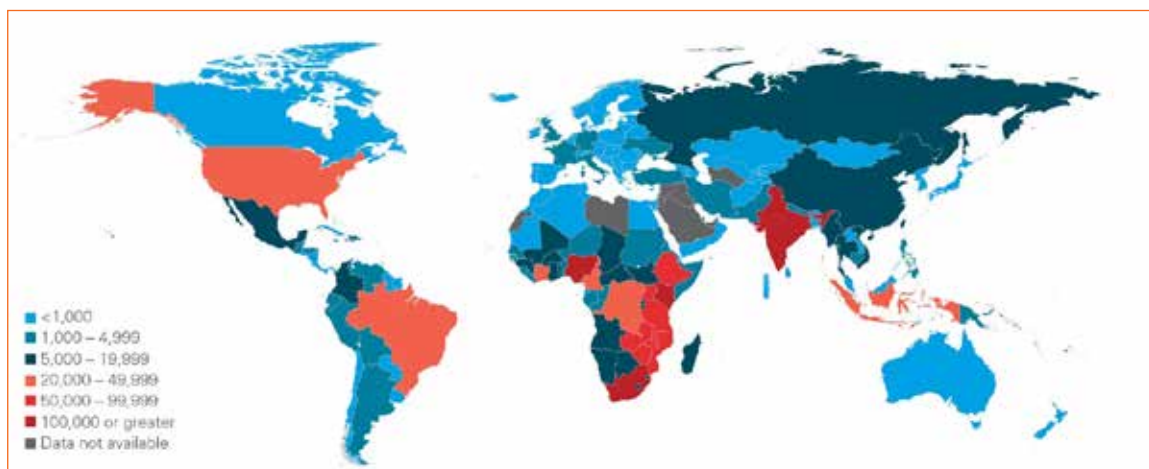 <1,000
1,000 – 4,999
5,000 – 19,999
20,000 – 49,999
50,000 – 99,999
100,000 or greater
Data not available